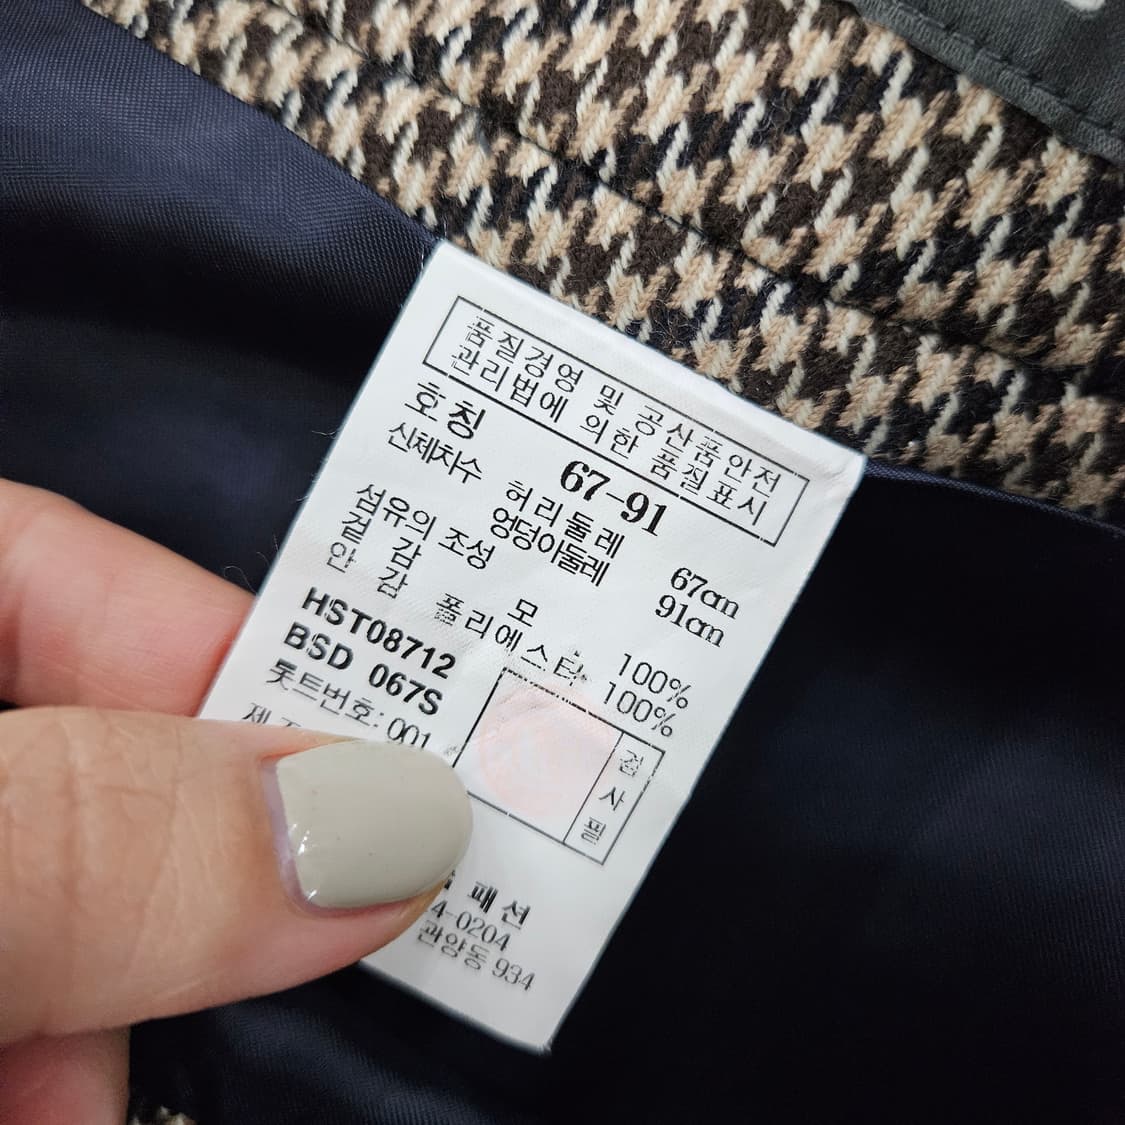 품질경영 및 공산품안전
관리법에 의한 품질표시
호칭 67-91
신체치수 허리둘레 67cm
엉덩이둘레 91cm
섬유의 조성
겉 감 모 100%
안 감 폴리에스터 100%
HST08712
BSD 067S
롯트번호: 001
검사필
패션
4-0204
관양동 934